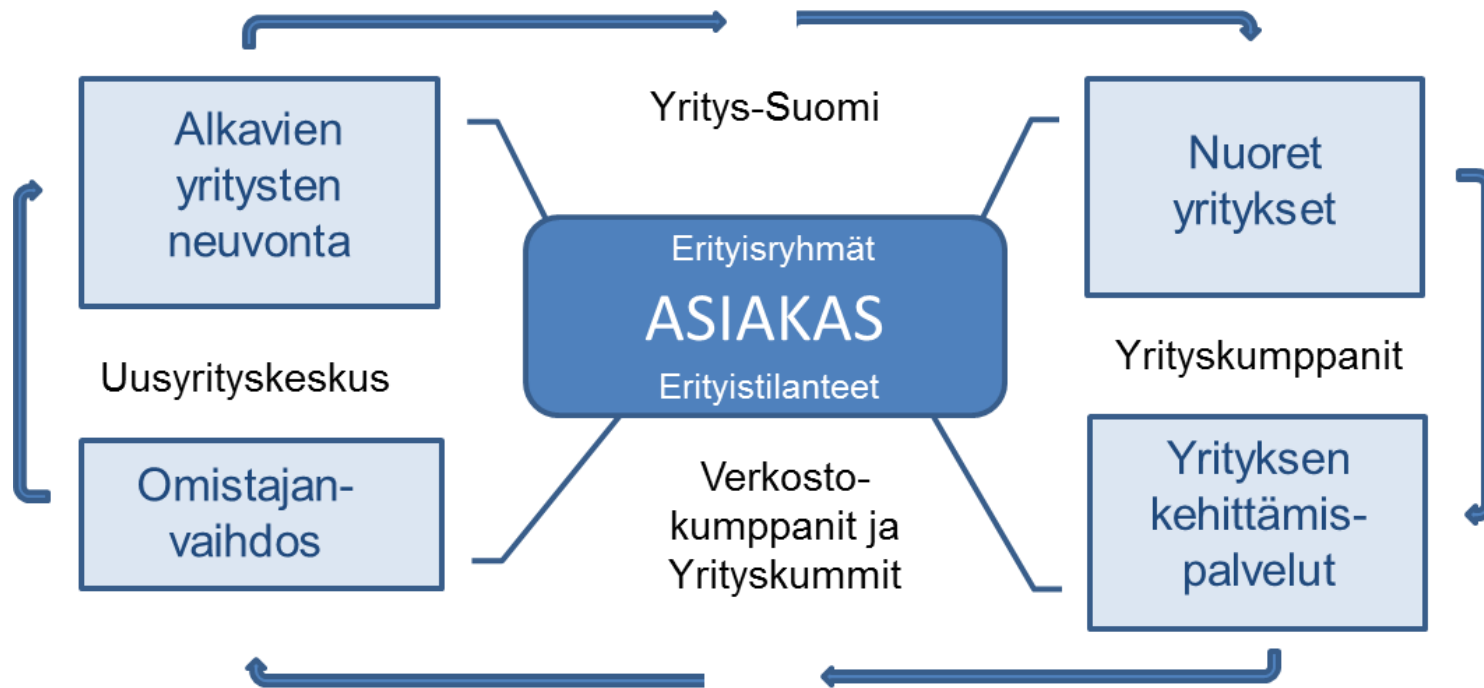 Yritys-Suomi
Alkavien
yritysten
neuvonta
Nuoret
yritykset
Erityisryhmät
ASIAKAS
Erityistilanteet
Uusyrityskeskus
Yrityskumppanit
Omistajan-
vaihdos
Verkosto-
kumppanit ja
Yrityskummit
Yrityksen
kehittämis-
palvelut